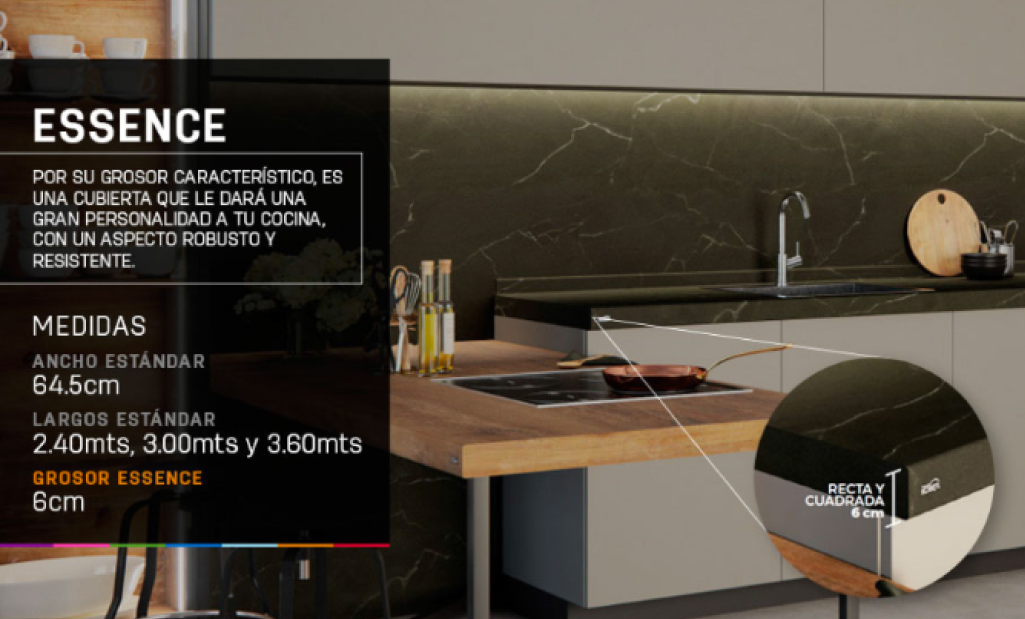 ESSENCE
POR SU GROSOR CARACTERÍSTICO, ES
UNA CUBIERTA QUE LE DARÁ UNA
GRAN PERSONALIDAD A TU COCINA,
CON UN ASPECTO ROBUSTO Y
RESISTENTE.
MEDIDAS
ANCHO ESTÁNDAR
64.5cm
LARGOS ESTÁNDAR
2.40mts, 3.00mts y 3.60mts
GROSOR ESSENCE
6cm
RECTA Y
CUADRADA
6 cm